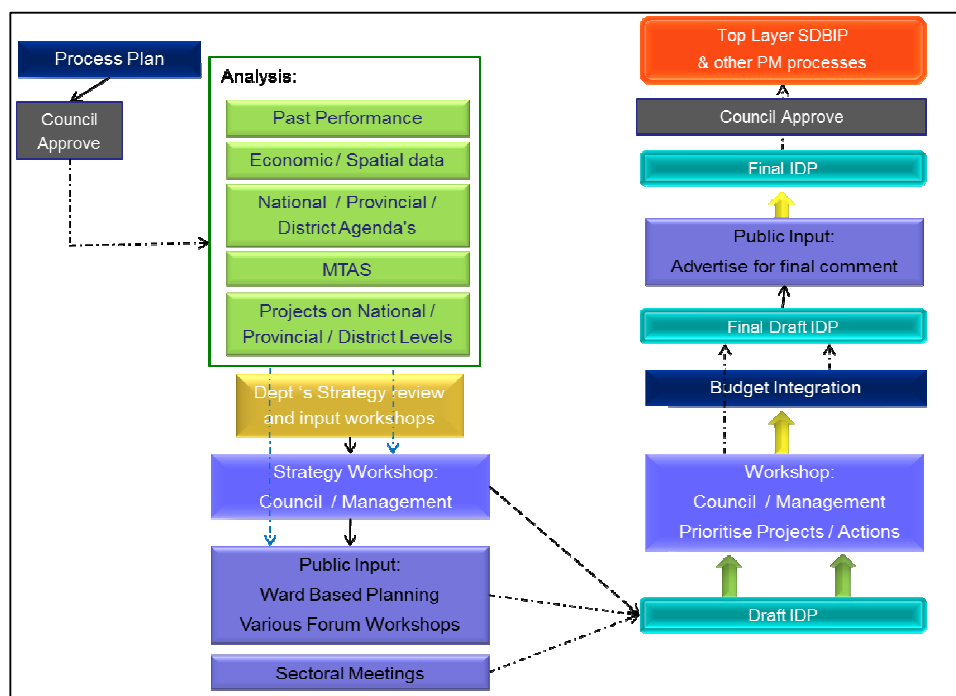 Process Plan
Council
Approve
Analysis:
Past Performance
Economic / Spatial data
National / Provincial /
District Agenda's
MTAS
Projects on National /
Provincial / District Levels
Dept 's Strategy review
and input workshops
Strategy Workshop:
Council / Management
Public Input:
Ward Based Planning
Various Forum Workshops
Sectoral Meetings
Top Layer SDBIP
& other PM processes
Council Approve
Final IDP
Public Input:
Advertise for final comment
Final Draft IDP
Budget Integration
Workshop:
Council / Management
Prioritise Projects / Actions
Draft IDP